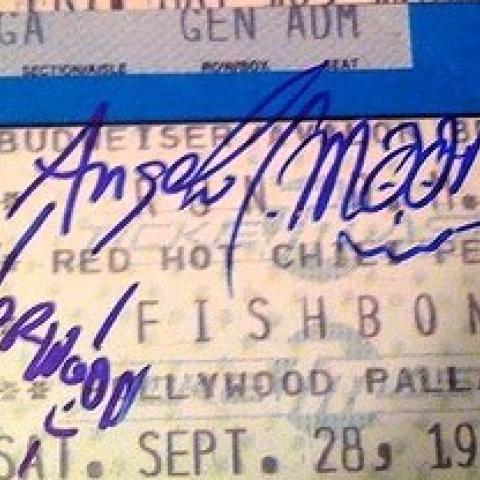 GA GEN ADM
SECTION/AISLE ROW/BOX SEAT
BUDWEISER
Angelo J. Moore
RED HOT CHILI PE
FISHBON
LLYWOOD PALLA
SAT. SEPT. 28, 19